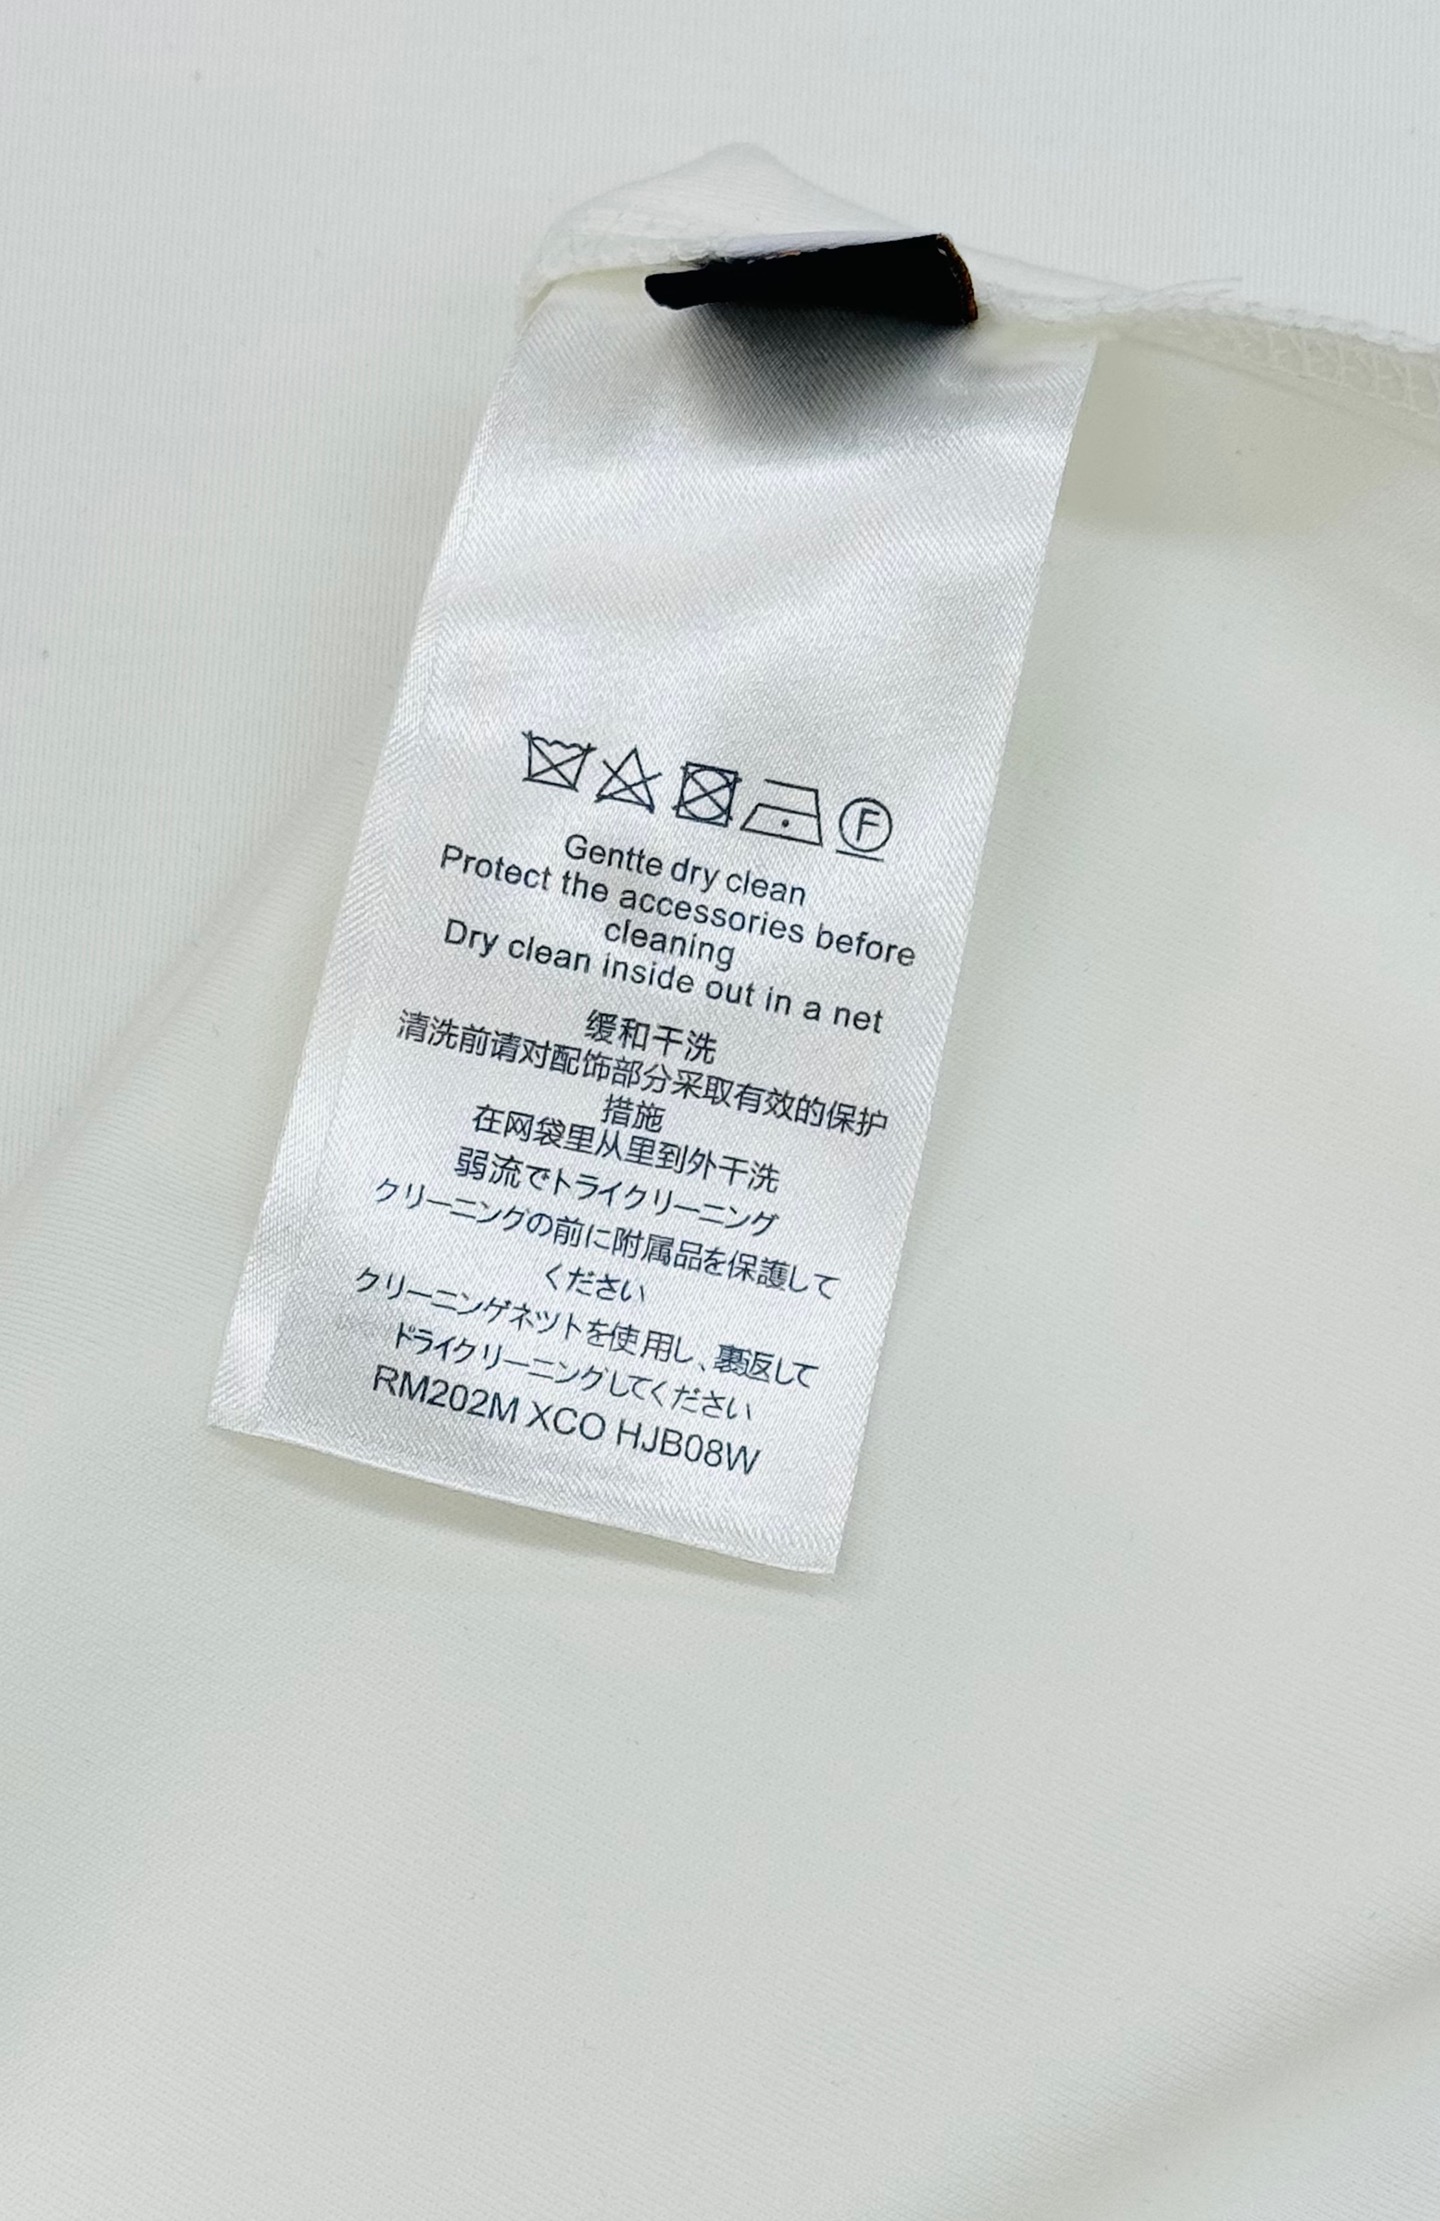 F
Gentte dry clean
Protect the accessories before
cleaning
Dry clean inside out in a net
缓和干洗
清洗前请对配饰部分采取有效的保护
措施
在网袋里从里到外干洗
弱流でトライクリーニング
クリーニングの前に附属品を保護して
ください
クリーニンゲネツトを使用し、裏返して
ドライクリーニングしてください
RM202M XCO HJB08W